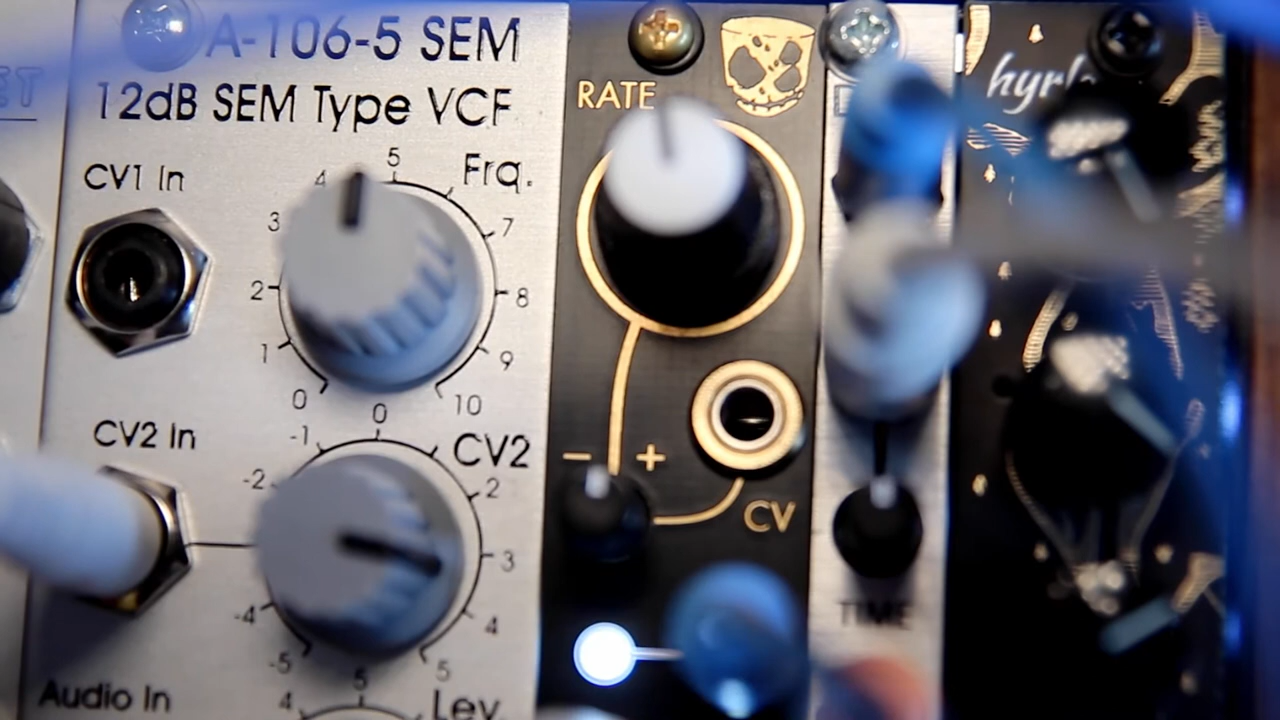 A-106-5 SEM
12dB SEM Type VCF
CV1 In
Frq.
4 5
3 7
2 8
1 9
0 10
CV2 In
CV2
-1 0
-2 2
3
-4 4
-5 5
Audio In
Lev
4 5
RATE
- +
CV
TIME